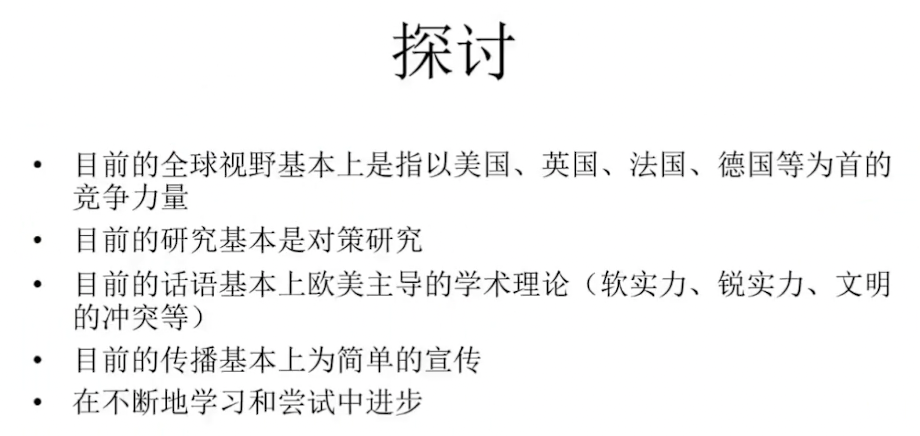 探讨
• 目前的全球视野基本上是指以美国、英国、法国、德国等为首的
竞争力量
• 目前的研究基本是对策研究
• 目前的话语基本上欧美主导的学术理论（软实力、锐实力、文明
的冲突等）
• 目前的传播基本上为简单的宣传
• 在不断地学习和尝试中进步